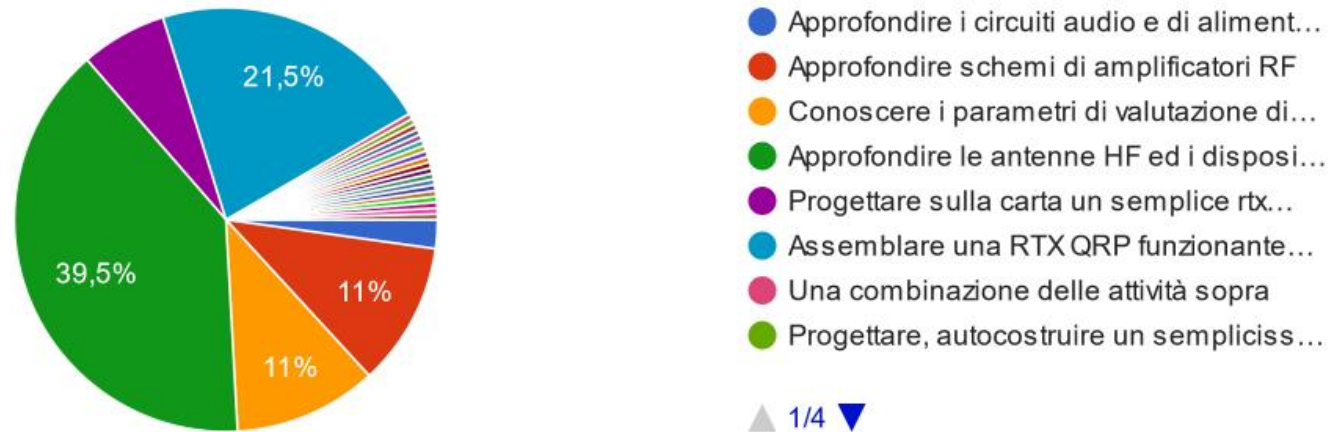 21,5%
39,5%
11%
11%
Approfondire i circuiti audio e di aliment...
Approfondire schemi di amplificatori RF
Conoscere i parametri di valutazione di...
Approfondire le antenne HF ed i disposi...
Progettare sulla carta un semplice rtx...
Assemblare una RTX QRP funzionante...
Una combinazione delle attività sopra
Progettare, autocostruire un sempliciss...
1/4